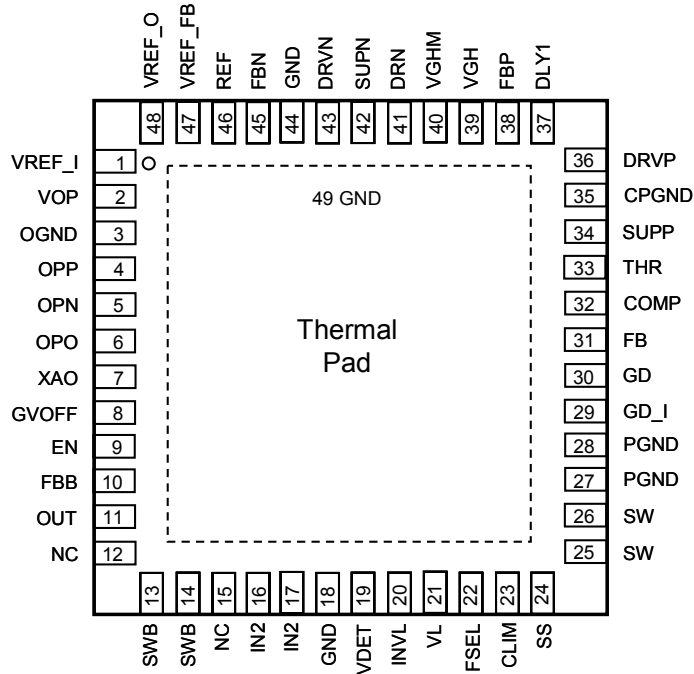 VREF_O
VREF_FB
REF
FBN
GND
DRVN
SUPN
DRN
VGHM
VGH
FBP
DLY1
48
47
46
45
44
43
42
41
40
39
38
37
VREF_I 1
VOP 2
OGND 3
OPP 4
OPN 5
OPO 6
XAO 7
GVOFF 8
EN 9
FBB 10
OUT 11
NC 12
49 GND
Thermal
Pad
36 DRVP
35 CPGND
34 SUPP
33 THR
32 COMP
31 FB
30 GD
29 GD_I
28 PGND
27 PGND
26 SW
25 SW
13
14
15
16
17
18
19
20
21
22
23
24
SWB
SWB
NC
IN2
IN2
GND
VDET
INVL
VL
FSEL
CLIM
SS